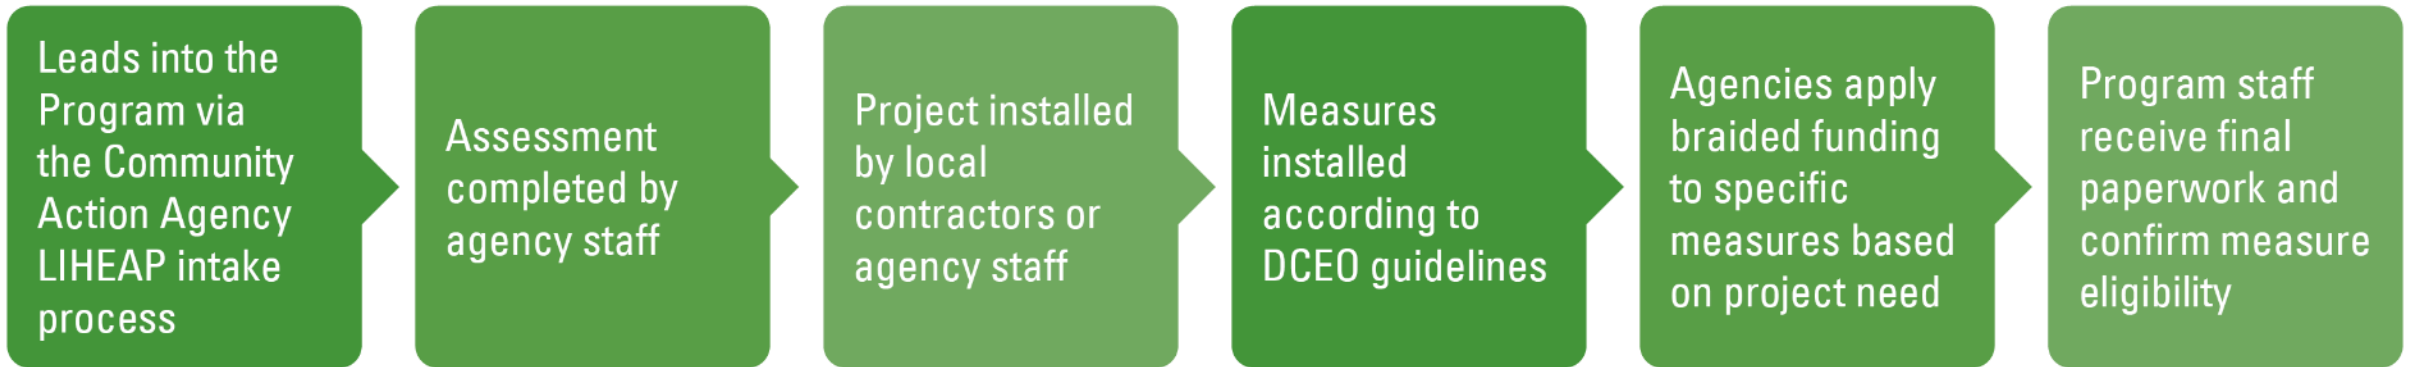 Leads into the
Program via
the Community
Action Agency
LIHEAP intake
process
Assessment
completed by
agency staff
Project installed
by local
contractors or
agency staff
Measures
installed
according to
DCEO guidelines
Agencies apply
braided funding
to specific
measures based
on project need
Program staff
receive final
paperwork and
confirm measure
eligibility